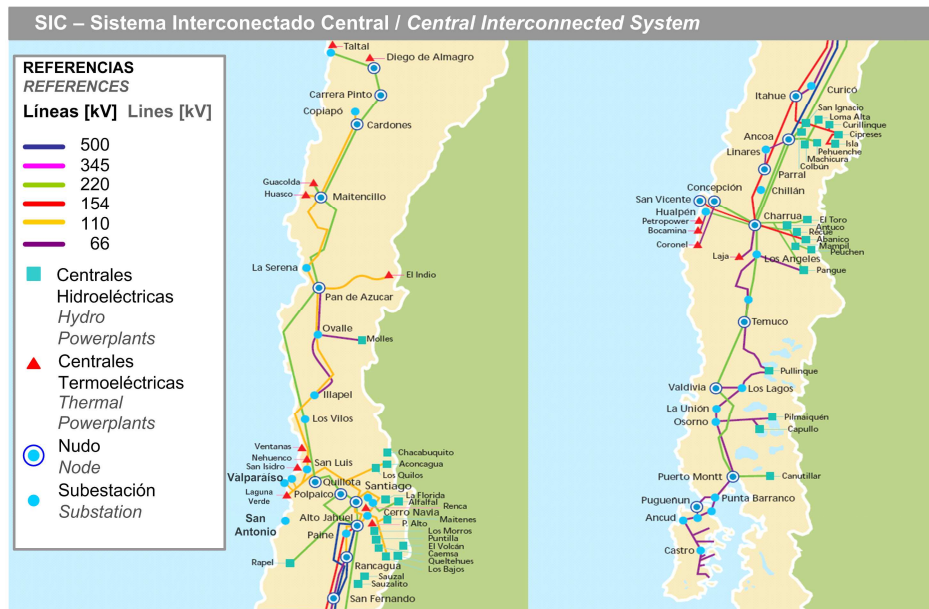 SIC – Sistema Interconectado Central / Central Interconnected System
REFERENCIAS
REFERENCES
Líneas [kV] Lines [kV]
500
345
220
154
110
66
Centrales
Hidroeléctricas
Hydro
Powerplants
Centrales
Termoeléctricas
Thermal
Powerplants
Nudo
Node
Subestación
Substation
Taltal
Diego de Almagro
Carrera Pinto
Copiapó
Cardones
Guacolda
Huasco
Maitencillo
La Serena
El Indio
Pan de Azucar
Ovalle
Molles
Illapel
Los Vilos
Ventanas
Nehuenco
San Isidro
San Luis
Chacabuquito
Aconcagua
Los Quilos
Valparaíso
Quillota
Laguna
Verde
Polpaico
Santiago
La Florida
Alfalfal
Renca
Cerro Navia
Maitenes
San
Antonio
Alto Jahuel
P. Alto
Los Morros
Paine
Puntilla
El Volcán
Caemsa
Queltehues
Los Bajos
Rapel
Rancagua
Sauzal
Sauzalito
San Fernando
Curicó
Itahue
San Ignacio
Loma Alta
Curillinque
Cipreses
Isla
Ancoa
Linares
Pehuenche
Machicura
Colbún
Parral
Chillán
Concepción
San Vicente
Hualpén
Petropower
Bocamina
Coronel
Charrua
El Toro
Antuco
Recue
Abanico
Mampil
Peuchen
Laja
Los Angeles
Pangue
Temuco
Pullinque
Valdivia
Los Lagos
La Unión
Osorno
Pilmaiquén
Capullo
Puerto Montt
Canutillar
Pugueñun
Punta Barranco
Ancud
Castro